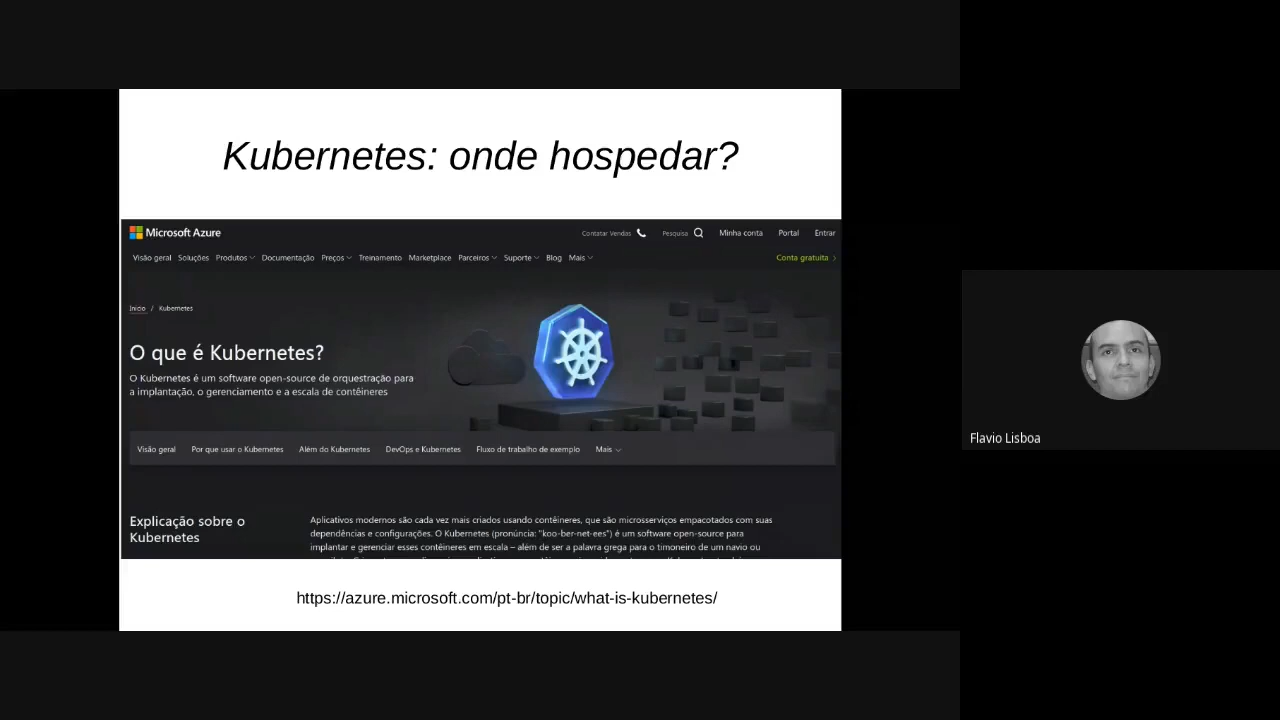 Kubernetes: onde hospedar?
Microsoft Azure
Contatar Vendas Pesquisa Minha conta Portal Entrar
Visão geral Soluções Produtos Documentação Preços Treinamento Marketplace Parceiros Suporte Blog Mais Conta gratuita
Início / Kubernetes
O que é Kubernetes?
O Kubernetes é um software open-source de orquestração para
a implantação, o gerenciamento e a escala de contêineres
Visão geral Por que usar o Kubernetes Além do Kubernetes DevOps e Kubernetes Fluxo de trabalho de exemplo Mais
Explicação sobre o
Kubernetes
Aplicativos modernos são cada vez mais criados usando contêineres, que são microsserviços empacotados com suas
dependências e configurações. O Kubernetes (pronúncia: "koo-ber-net-ees") é um software open-source para
implantar e gerenciar esses contêineres em escala – além de ser a palavra grega para o timoneiro de um navio ou
https://azure.microsoft.com/pt-br/topic/what-is-kubernetes/
Flavio Lisboa